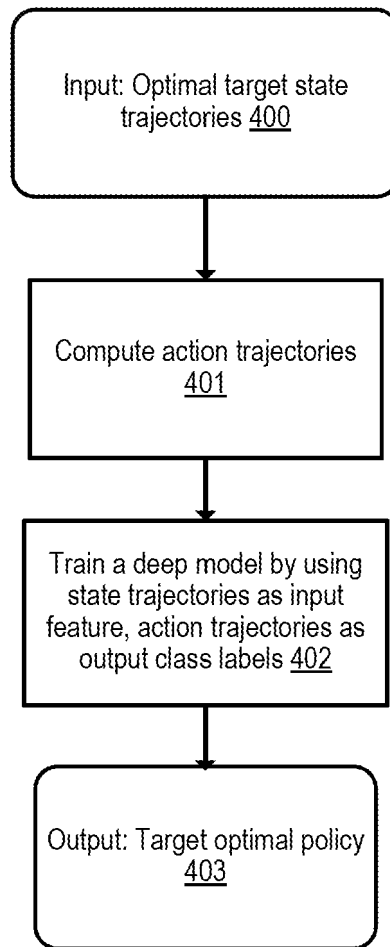 Input: Optimal target state
trajectories 400
Compute action trajectories
401
Train a deep model by using
state trajectories as input
feature, action trajectories as
output class labels 402
Output: Target optimal policy
403